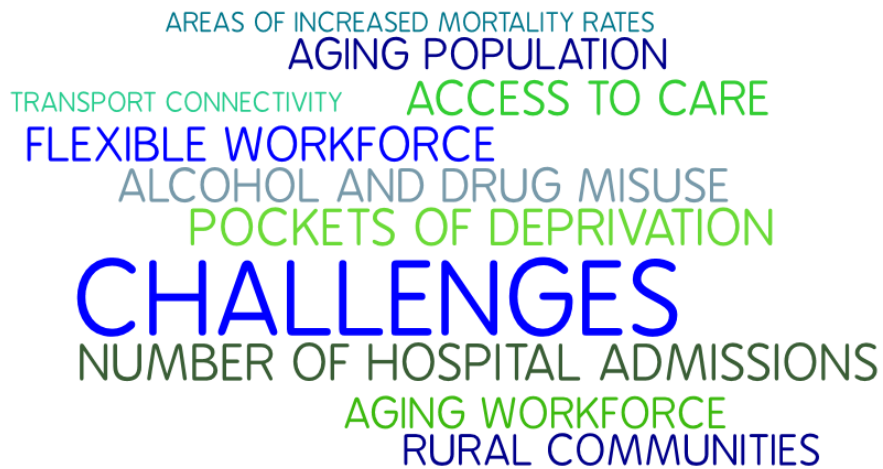 AREAS OF INCREASED MORTALITY RATES
AGING POPULATION
TRANSPORT CONNECTIVITY
ACCESS TO CARE
FLEXIBLE WORKFORCE
ALCOHOL AND DRUG MISUSE
POCKETS OF DEPRIVATION
CHALLENGES
NUMBER OF HOSPITAL ADMISSIONS
AGING WORKFORCE
RURAL COMMUNITIES